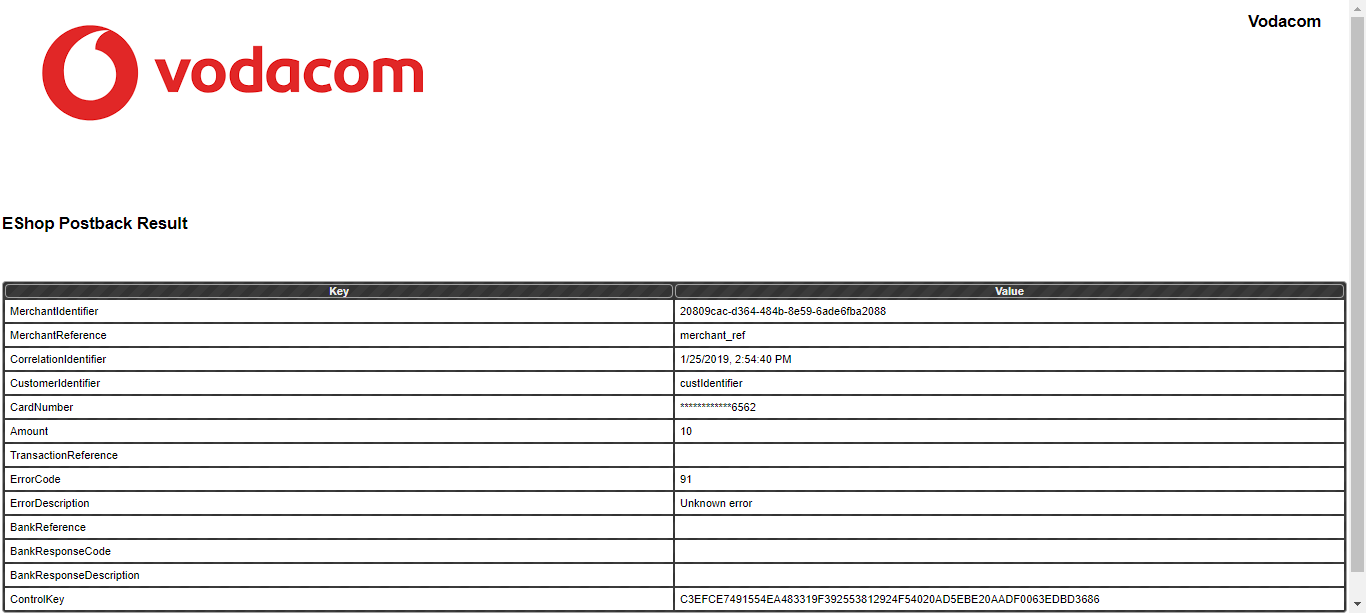 Vodacom
vodacom
EShop Postback Result
Key Value
MerchantIdentifier 20809cac-d364-484b-8e59-6ade6fba2088
MerchantReference merchant_ref
CorrelationIdentifier 1/25/2019, 2:54:40 PM
CustomerIdentifier custIdentifier
CardNumber ************6562
Amount 10
TransactionReference
ErrorCode 91
ErrorDescription Unknown error
BankReference
BankResponseCode
BankResponseDescription
ControlKey C3EFCE7491554EA483319F392553812924F54020AD5EBE20AADF0063EDBD3686